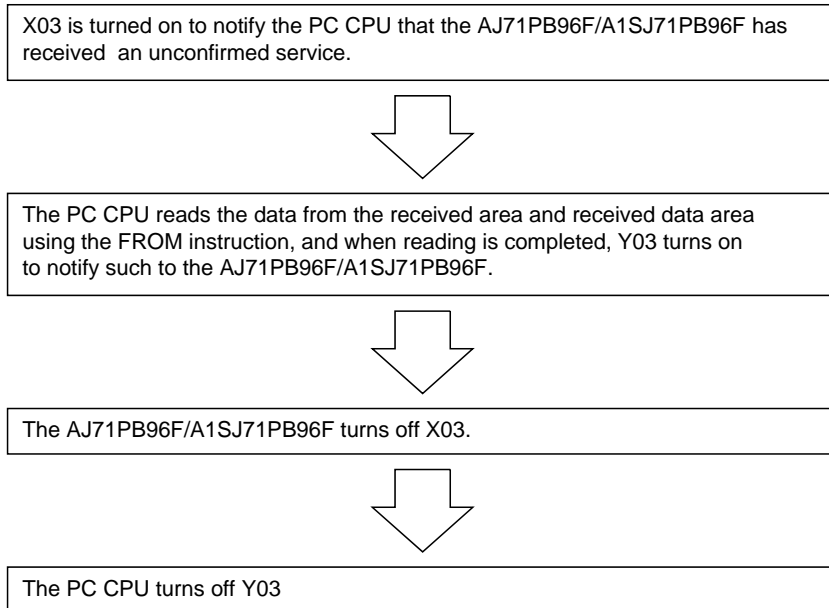 X03 is turned on to notify the PC CPU that the AJ71PB96F/A1SJ71PB96F has
received an unconfirmed service.
The PC CPU reads the data from the received area and received data area
using the FROM instruction, and when reading is completed, Y03 turns on
to notify such to the AJ71PB96F/A1SJ71PB96F.
The AJ71PB96F/A1SJ71PB96F turns off X03.
The PC CPU turns off Y03